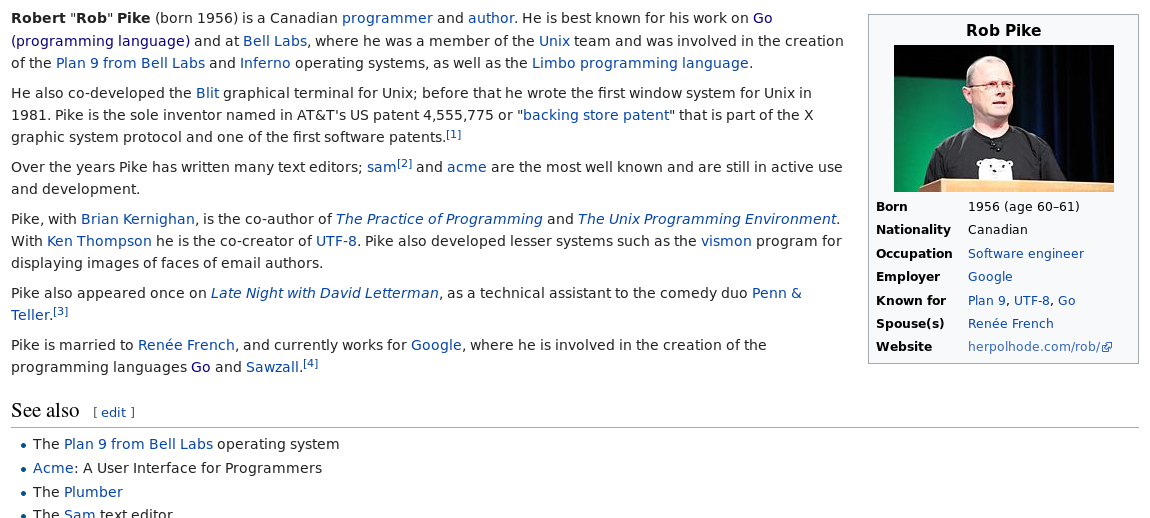 Robert "Rob" Pike (born 1956) is a Canadian programmer and author. He is best known for his work on Go
(programming language) and at Bell Labs, where he was a member of the Unix team and was involved in the creation
of the Plan 9 from Bell Labs and Inferno operating systems, as well as the Limbo programming language.
He also co-developed the Blit graphical terminal for Unix; before that he wrote the first window system for Unix in
1981. Pike is the sole inventor named in AT&T's US patent 4,555,775 or "backing store patent" that is part of the X
graphic system protocol and one of the first software patents.[1]
Over the years Pike has written many text editors; sam[2] and acme are the most well known and are still in active use
and development.
Pike, with Brian Kernighan, is the co-author of The Practice of Programming and The Unix Programming Environment.
With Ken Thompson he is the co-creator of UTF-8. Pike also developed lesser systems such as the vismon program for
displaying images of faces of email authors.
Pike also appeared once on Late Night with David Letterman, as a technical assistant to the comedy duo Penn &
Teller.[3]
Pike is married to Renée French, and currently works for Google, where he is involved in the creation of the
programming languages Go and Sawzall.[4]
See also [ edit ]
• The Plan 9 from Bell Labs operating system
• Acme: A User Interface for Programmers
• The Plumber
• The Sam text editor
Rob Pike
Born 1956 (age 60–61)
Nationality Canadian
Occupation Software engineer
Employer Google
Known for Plan 9, UTF-8, Go
Spouse(s) Renée French
Website herpolhode.com/rob/